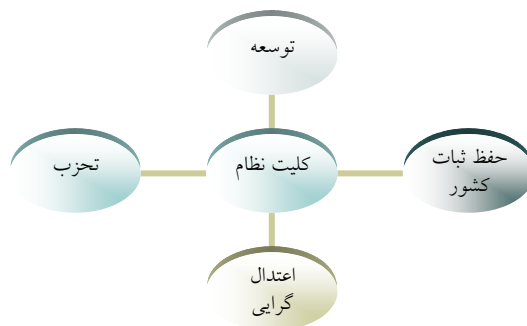 توسعه
حفظ ثبات
کشور
کلیت نظام
تحزب
اعتدال
گرایی